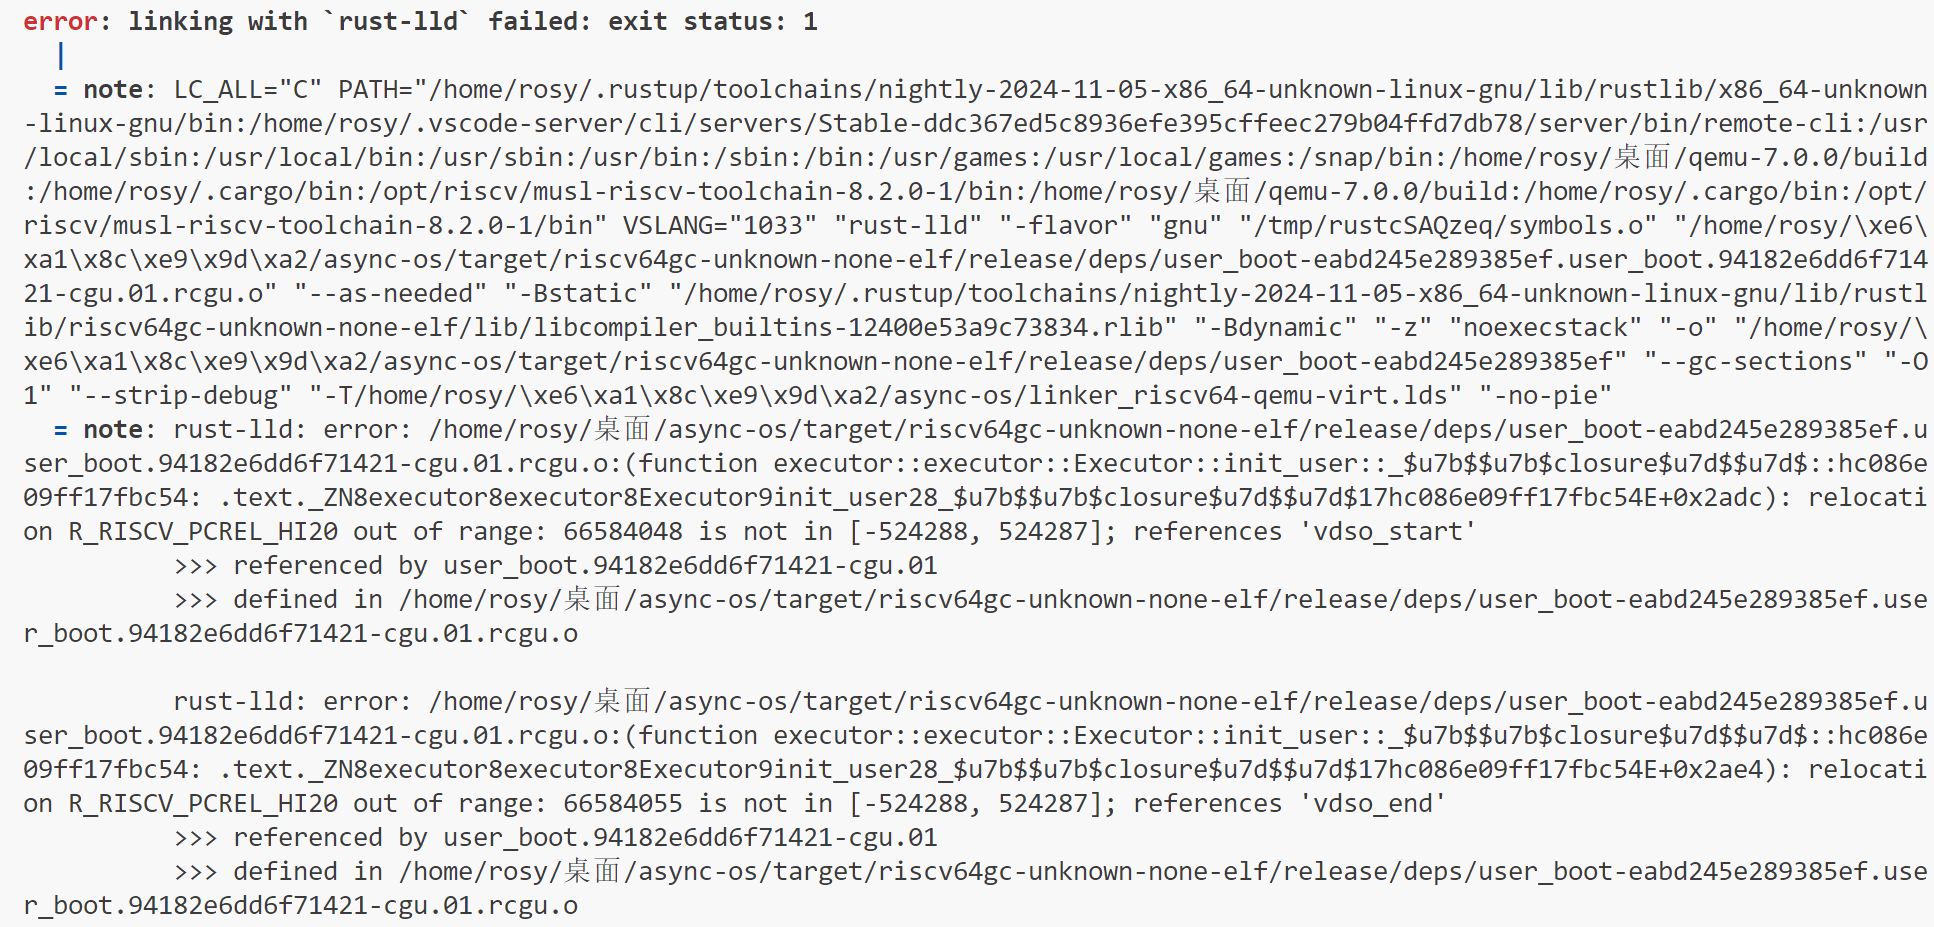 error: linking with `rust-lld` failed: exit status: 1
  |
  = note: LC_ALL="C" PATH="/home/rosy/.rustup/toolchains/nightly-2024-11-05-x86_64-unknown-linux-gnu/lib/rustlib/x86_64-unknown
-linux-gnu/bin:/home/rosy/.vscode-server/cli/servers/Stable-ddc367ed5c8936efe395cffeec279b04ffd7db78/server/bin/remote-cli:/usr
/local/sbin:/usr/local/bin:/usr/sbin:/usr/bin:/sbin:/bin:/usr/games:/usr/local/games:/snap/bin:/home/rosy/桌面/qemu-7.0.0/build
:/home/rosy/.cargo/bin:/opt/riscv/musl-riscv-toolchain-8.2.0-1/bin:/home/rosy/桌面/qemu-7.0.0/build:/home/rosy/.cargo/bin:/opt/
riscv/musl-riscv-toolchain-8.2.0-1/bin" VSLANG="1033" "rust-lld" "-flavor" "gnu" "/tmp/rustcSAQzeq/symbols.o" "/home/rosy/\xe6\
xa1\x8c\xe9\x9d\xa2/async-os/target/riscv64gc-unknown-none-elf/release/deps/user_boot-eabd245e289385ef.user_boot.94182e6dd6f714
21-cgu.01.rcgu.o" "--as-needed" "-Bstatic" "/home/rosy/.rustup/toolchains/nightly-2024-11-05-x86_64-unknown-linux-gnu/lib/rustl
ib/riscv64gc-unknown-none-elf/lib/libcompiler_builtins-12400e53a9c73834.rlib" "-Bdynamic" "-z" "noexecstack" "-o" "/home/rosy/\
xe6\xa1\x8c\xe9\x9d\xa2/async-os/target/riscv64gc-unknown-none-elf/release/deps/user_boot-eabd245e289385ef" "--gc-sections" "-O
1" "--strip-debug" "-T/home/rosy/\xe6\xa1\x8c\xe9\x9d\xa2/async-os/linker_riscv64-qemu-virt.lds" "-no-pie"
  = note: rust-lld: error: /home/rosy/桌面/async-os/target/riscv64gc-unknown-none-elf/release/deps/user_boot-eabd245e289385ef.u
ser_boot.94182e6dd6f71421-cgu.01.rcgu.o:(function executor::executor::Executor::init_user::_$u7b$$u7b$closure$u7d$$u7d$::hc086e
09ff17fbc54: .text._ZN8executor8executor8Executor9init_user28_$u7b$$u7b$closure$u7d$$u7d$17hc086e09ff17fbc54E+0x2adc): relocati
on R_RISCV_PCREL_HI20 out of range: 66584048 is not in [-524288, 524287]; references 'vdso_start'
          >>> referenced by user_boot.94182e6dd6f71421-cgu.01
          >>> defined in /home/rosy/桌面/async-os/target/riscv64gc-unknown-none-elf/release/deps/user_boot-eabd245e289385ef.use
r_boot.94182e6dd6f71421-cgu.01.rcgu.o
          rust-lld: error: /home/rosy/桌面/async-os/target/riscv64gc-unknown-none-elf/release/deps/user_boot-eabd245e289385ef.u
ser_boot.94182e6dd6f71421-cgu.01.rcgu.o:(function executor::executor::Executor::init_user::_$u7b$$u7b$closure$u7d$$u7d$::hc086e
09ff17fbc54: .text._ZN8executor8executor8Executor9init_user28_$u7b$$u7b$closure$u7d$$u7d$17hc086e09ff17fbc54E+0x2ae4): relocati
on R_RISCV_PCREL_HI20 out of range: 66584055 is not in [-524288, 524287]; references 'vdso_end'
          >>> referenced by user_boot.94182e6dd6f71421-cgu.01
          >>> defined in /home/rosy/桌面/async-os/target/riscv64gc-unknown-none-elf/release/deps/user_boot-eabd245e289385ef.use
r_boot.94182e6dd6f71421-cgu.01.rcgu.o